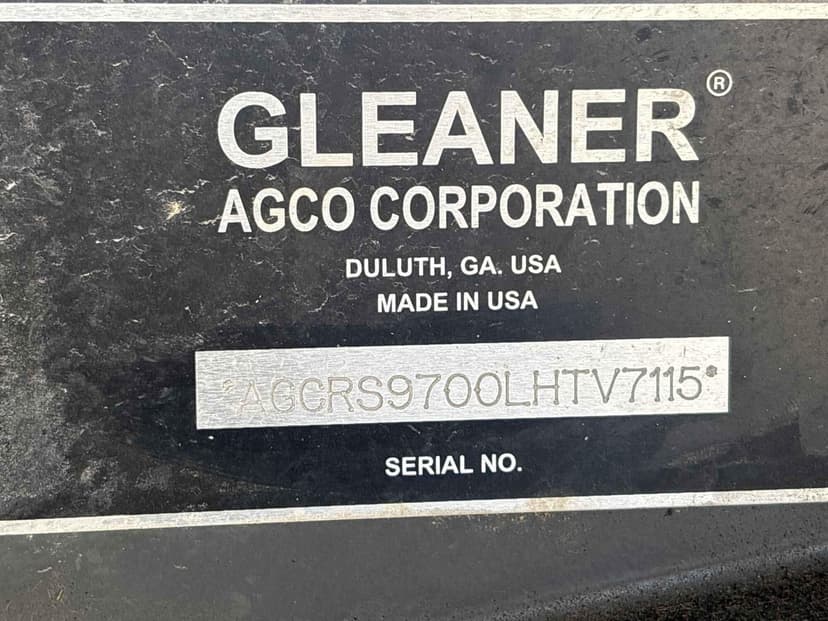 GLEANER®
AGCO CORPORATION
DULUTH, GA. USA
MADE IN USA
*AGCRS9700LHTV7115*
SERIAL NO.